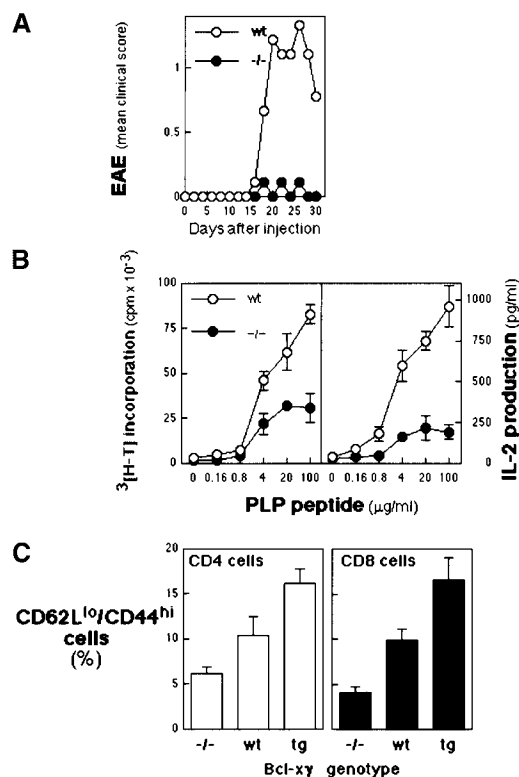 A
EAE (mean clinical score)
1
0.5
0
wt
-/-
0 5 10 15 20 25 30
Days after injection
B
³[H-T] incorporation (cpm x 10⁻³)
100
75
50
25
0
wt
-/-
1000
750
500
250
0
IL-2 production (pg/ml)
0 0.16 0.8 4 20 100 0 0.16 0.8 4 20 100
PLP peptide (µg/ml)
C
CD62Lˡᵒ/CD44ʰⁱ
cells
(%)
20
15
10
5
0
CD4 cells
CD8 cells
-/- wt tg -/- wt tg
Bcl-xγ genotype